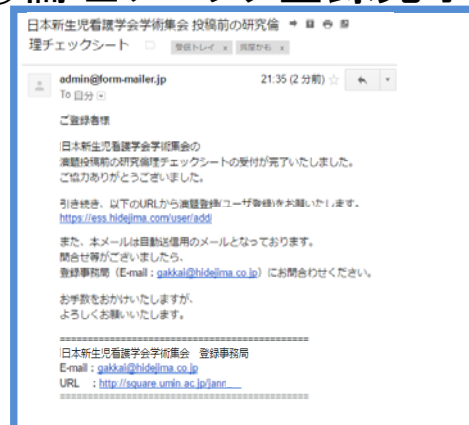 日本新生児看護学会学術集会 投稿前の研究倫
理チェックシート
受信トレイ x
admin@form-mailer.jp
21:35 (2 分前)
To 自分
ご登録者様
日本新生児看護学会学術集会の
演題投稿前の研究倫理チェックシートの受付が完了いたしました。
ご協力ありがとうございました。
引き続き、以下のURLから演題登録(ユーザ登録)をお願いいたします。
https://ess.hidejima.com/user/add/
また、本メールは自動送信用のメールとなっております。
問合せ等がございましたら、
登録事務局（E-mail：gakkai@hidejima.co.jp）にお問合わせください。
お手数をおかけいたしますが、
よろしくお願いいたします。
================================================
日本新生児看護学会学術集会　登録事務局
E-mail：gakkai@hidejima.co.jp
URL　：http://square.umin.ac.jp/jann
================================================